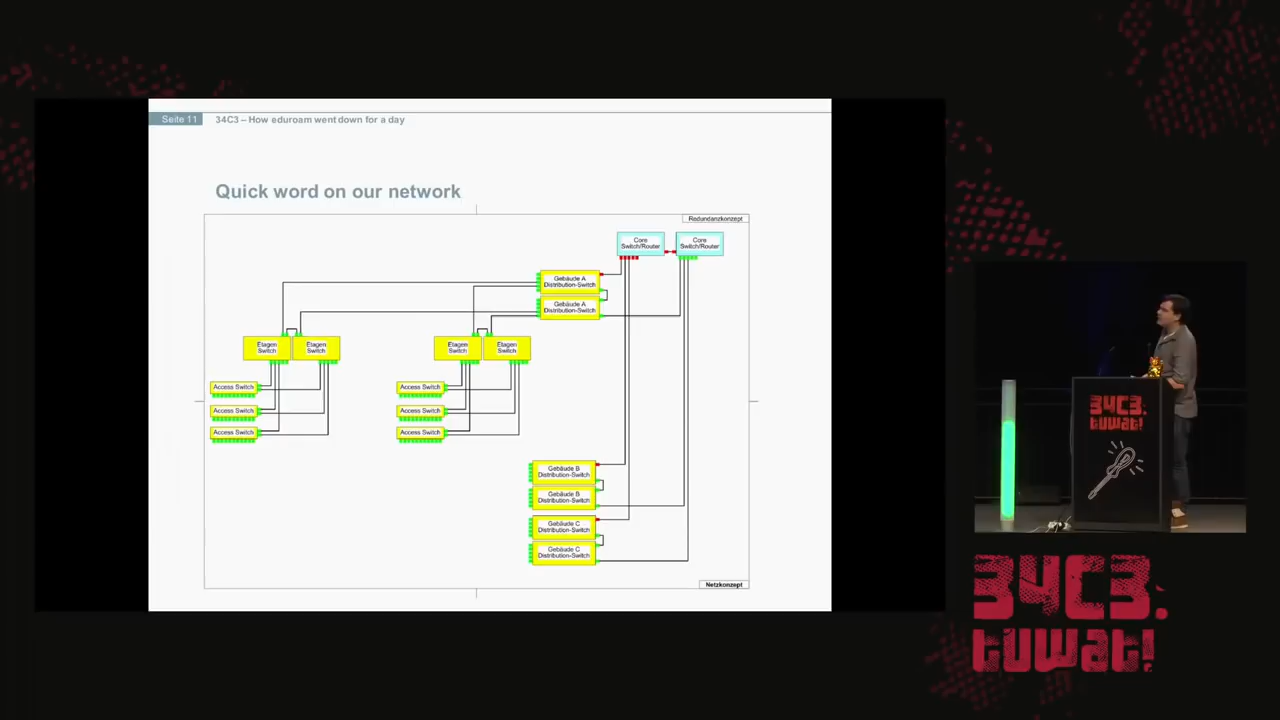 Seite 11
34C3 – How eduroam went down for a day
Quick word on our network
Redundanzkonzept
Core
Switch/Router
Core
Switch/Router
Gebäude A
Distribution-Switch
Gebäude A
Distribution-Switch
Etagen
Switch
Etagen
Switch
Etagen
Switch
Etagen
Switch
Access Switch
Access Switch
Access Switch
Access Switch
Access Switch
Access Switch
Gebäude B
Distribution-Switch
Gebäude B
Distribution-Switch
Gebäude C
Distribution-Switch
Gebäude C
Distribution-Switch
Netzkonzept
34C3.
tuwat!
34C3.
tuwat!